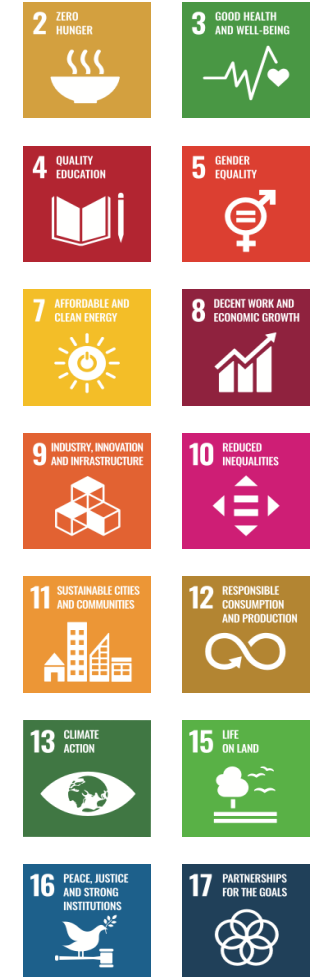 2 ZERO
HUNGER
3 GOOD HEALTH
AND WELL-BEING
4 QUALITY
EDUCATION
5 GENDER
EQUALITY
7 AFFORDABLE AND
CLEAN ENERGY
8 DECENT WORK AND
ECONOMIC GROWTH
9 INDUSTRY, INNOVATION
AND INFRASTRUCTURE
10 REDUCED
INEQUALITIES
11 SUSTAINABLE CITIES
AND COMMUNITIES
12 RESPONSIBLE
CONSUMPTION
AND PRODUCTION
13 CLIMATE
ACTION
15 LIFE
ON LAND
16 PEACE, JUSTICE
AND STRONG
INSTITUTIONS
17 PARTNERSHIPS
FOR THE GOALS